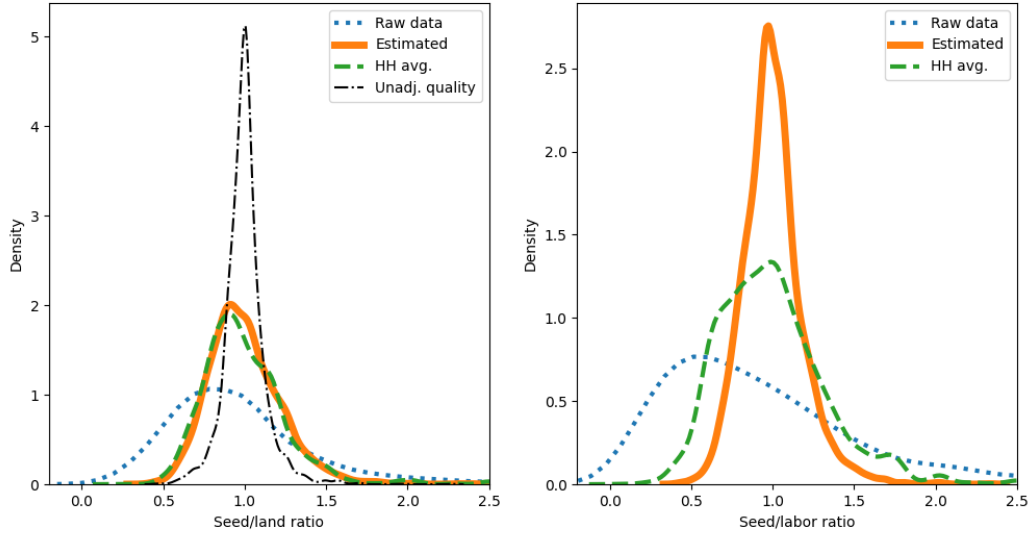 Raw data
Estimated
HH avg.
Unadj. quality
5
4
3
2
1
0
Density
0.0 0.5 1.0 1.5 2.0 2.5
Seed/land ratio
Raw data
Estimated
HH avg.
2.5
2.0
1.5
1.0
0.5
0.0
Density
0.0 0.5 1.0 1.5 2.0 2.5
Seed/labor ratio